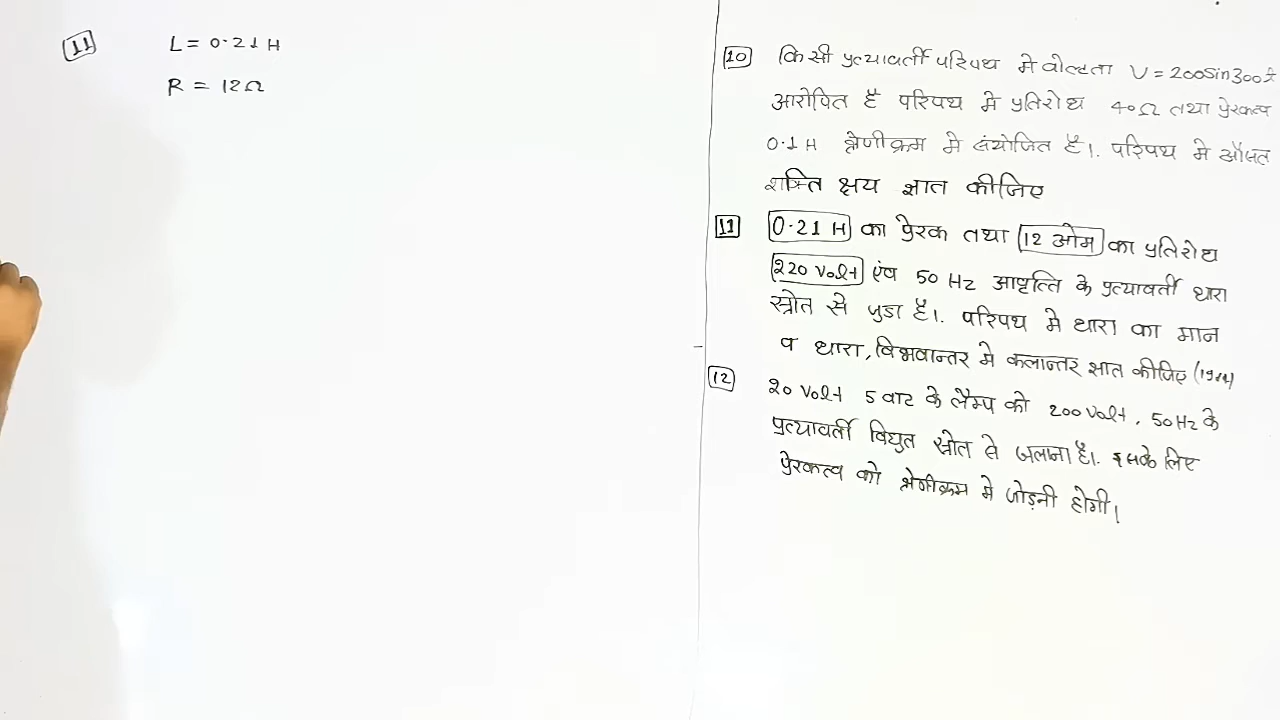 11
L = 0.21 H
R = 12Ω
10 किसी प्रत्यावर्ती परिपथ मे वोल्टता V = 200sin300t
आरोपित है परिपथ मे प्रतिरोध 40Ω तथा प्रेरकत्व
0.1 H श्रेणीक्रम मे संयोजित है। परिपथ मे औसत
शक्ति क्षय ज्ञात कीजिए
11 0.21 H का प्रेरक तथा 12 ओम का प्रतिरोध
220 Volt एंव 50 Hz आवृत्ति के प्रत्यावर्ती धारा
स्रोत से जुडा है। परिपथ मे धारा का मान
व धारा, विभवान्तर मे कलान्तर ज्ञात कीजिए
12 20 Volt 5 वाट के लैम्प को 200 Volt, 50 Hz के
प्रत्यावर्ती विद्युत स्रोत से जलाना है। इसके लिए
प्रेरकत्व को श्रेणीक्रम मे जोड़नी होगी।